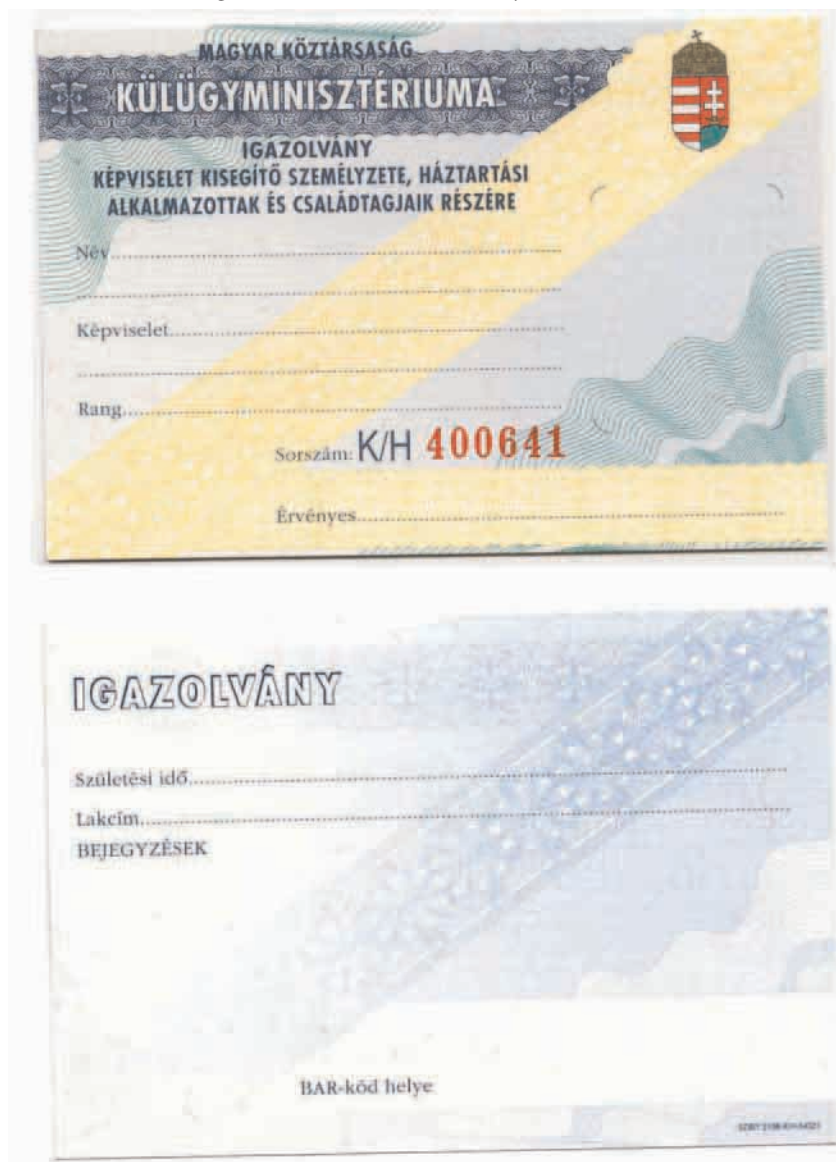 MAGYAR KÖZTÁRSASÁG
KÜLÜGYMINISZTÉRIUMA
IGAZOLVÁNY
KÉPVISELET KISEGÍTŐ SZEMÉLYZETE, HÁZTARTÁSI
ALKALMAZOTTAK ÉS CSALÁDTAGJAIK RÉSZÉRE
Név
Képviselet
Rang
Sorszám: K/H 400641
Érvényes
IGAZOLVÁNY
Születési idő
Lakcím
BEJEGYZÉSEK
BAR-kód helye